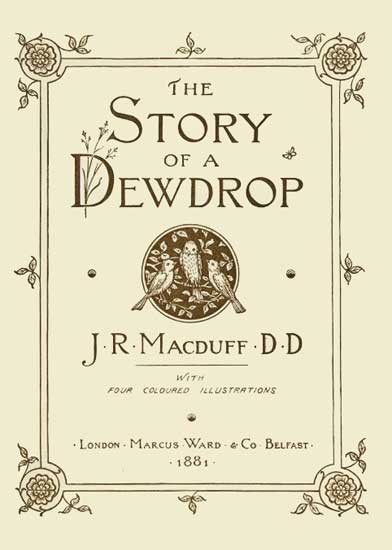 THE
STORY
OF A
DEWDROP
J · R · MACDUFF · D · D
WITH
FOUR COLOURED ILLUSTRATIONS
· LONDON · MARCUS WARD · & CO · BELFAST ·
· 1881 ·